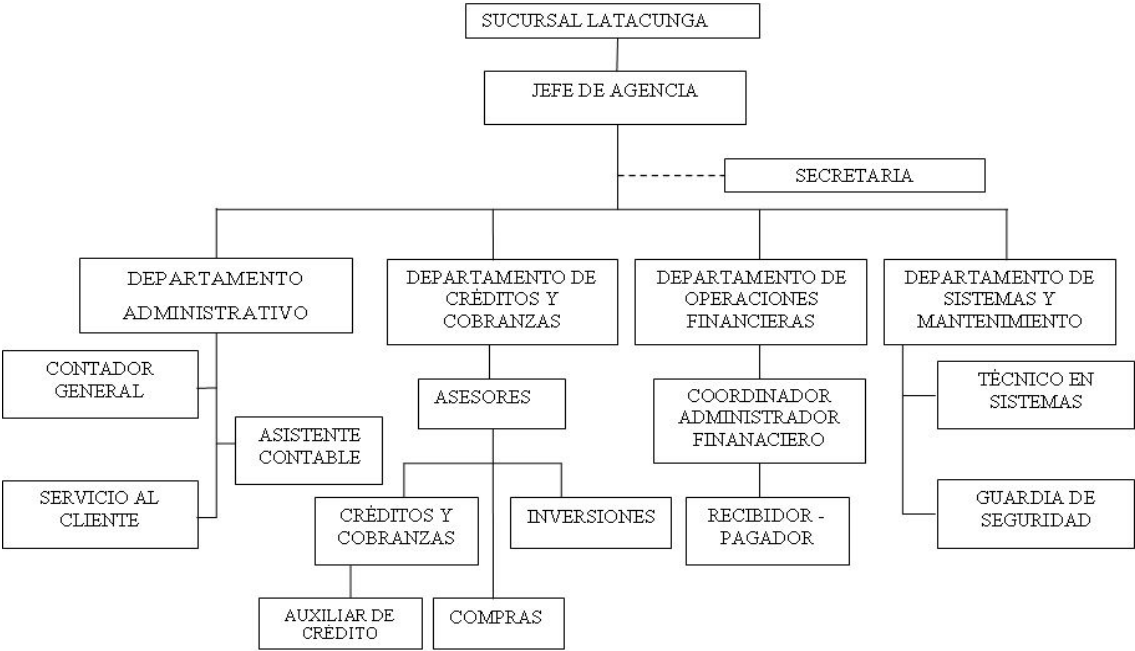 SUCURSAL LATACUNGA
JEFE DE AGENCIA
SECRETARIA
DEPARTAMENTO
ADMINISTRATIVO
DEPARTAMENTO DE
CRÉDITOS Y
COBRANZAS
DEPARTAMENTO DE
OPERACIONES
FINANCIERAS
DEPARTAMENTO DE
SISTEMAS Y
MANTENIMIENTO
CONTADOR
GENERAL
ASISTENTE
CONTABLE
SERVICIO AL
CLIENTE
ASESORES
CRÉDITOS Y
COBRANZAS
INVERSIONES
AUXILIAR DE
CRÉDITO
COMPRAS
COORDINADOR
ADMINISTRADOR
FINANACIERO
RECIBIDOR -
PAGADOR
TÉCNICO EN
SISTEMAS
GUARDIA DE
SEGURIDAD